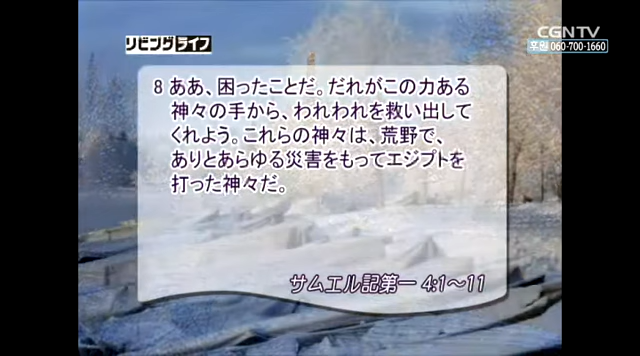 CGNTV
후원 060-700-1660
リビングライフ
8 ああ、困ったことだ。だれがこの力ある
神々の手から、われわれを救い出して
くれよう。これらの神々は、荒野で、
ありとあらゆる災害をもってエジプトを
打った神々だ。
サムエル記第一 4:1〜11